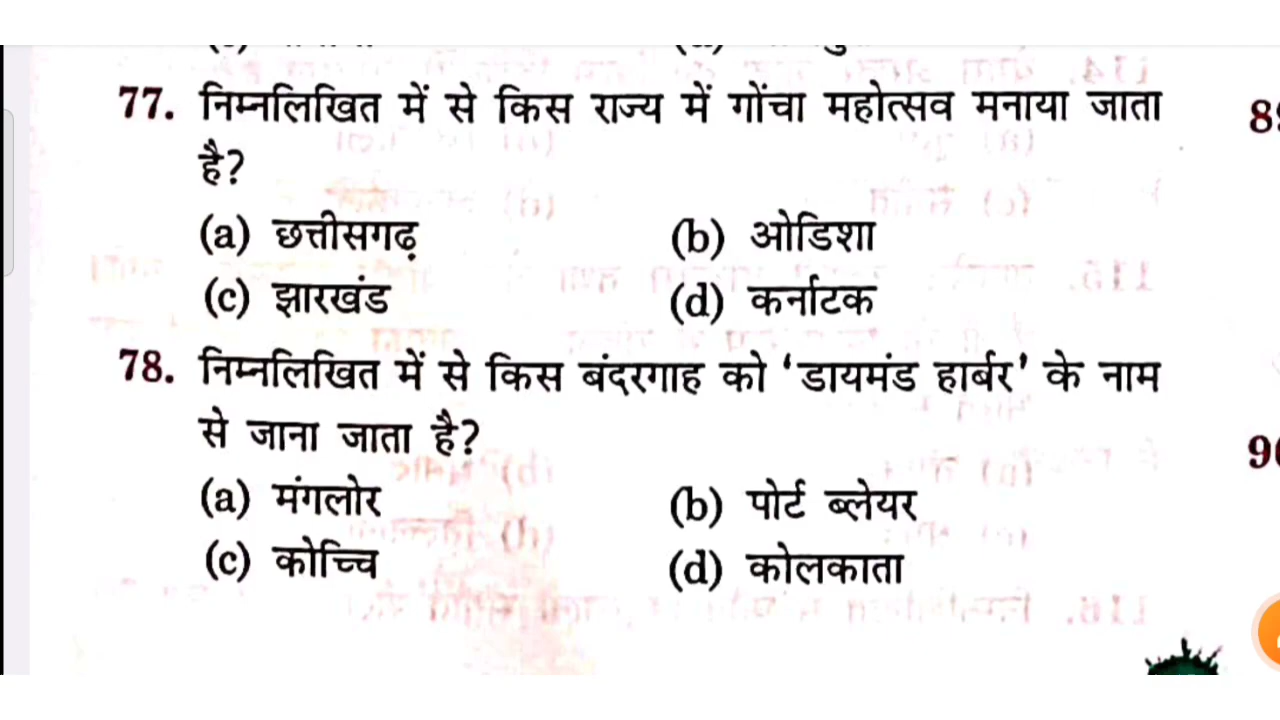 77. निम्नलिखित में से किस राज्य में गोंचा महोत्सव मनाया जाता
है?
(a) छत्तीसगढ़ (b) ओडिशा
(c) झारखंड (d) कर्नाटक
78. निम्नलिखित में से किस बंदरगाह को ‘डायमंड हार्बर’ के नाम
से जाना जाता है?
(a) मंगलोर (b) पोर्ट ब्लेयर
(c) कोच्चि (d) कोलकाता